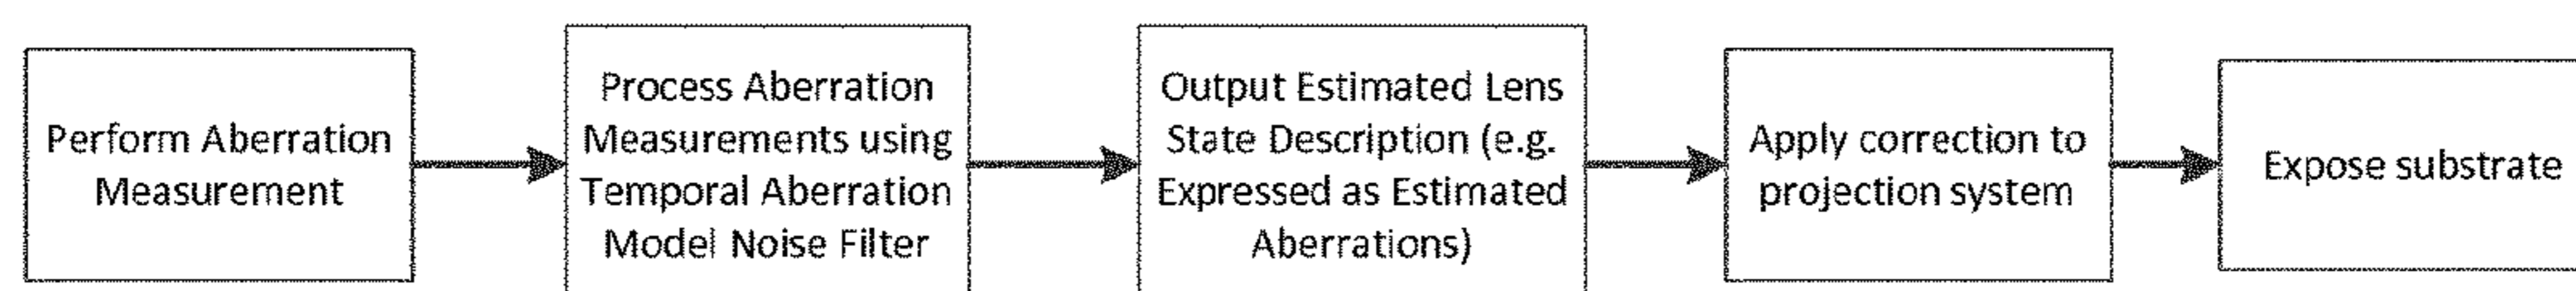 Perform Aberration
Measurement
Process Aberration
Measurements using
Temporal Aberration
Model Noise Filter
Output Estimated Lens
State Description (e.g.
Expressed as Estimated
Aberrations)
Apply correction to
projection system
Expose substrate